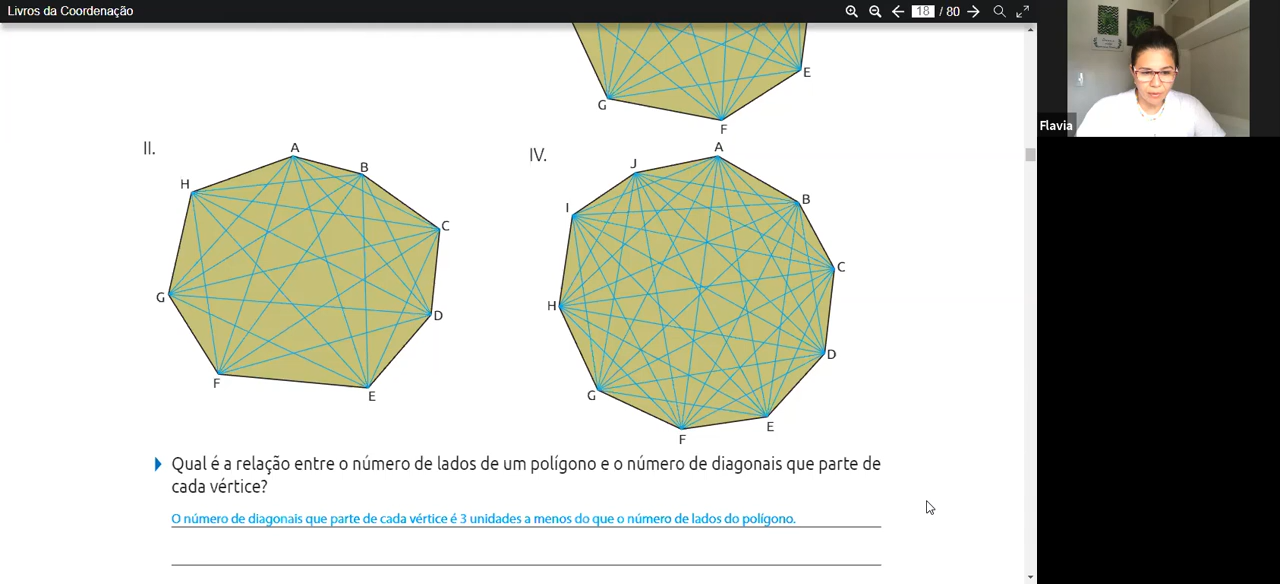 Livros da Coordenação
18 / 80
E
G
F
Flavia
II.
A
B
H
C
G
D
F
E
IV.
A
J
B
I
C
H
D
G
E
F
Qual é a relação entre o número de lados de um polígono e o número de diagonais que parte de
cada vértice?
O número de diagonais que parte de cada vértice é 3 unidades a menos do que o número de lados do polígono.